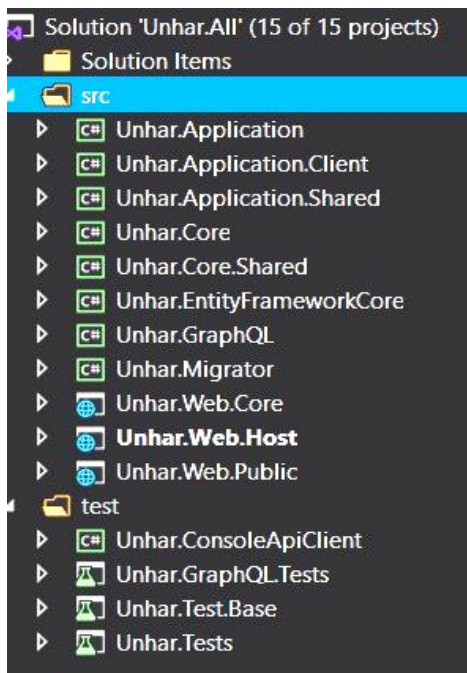 Solution 'Unhar.All' (15 of 15 projects)
Solution Items
src
C# Unhar.Application
C# Unhar.Application.Client
C# Unhar.Application.Shared
C# Unhar.Core
C# Unhar.Core.Shared
C# Unhar.EntityFrameworkCore
C# Unhar.GraphQL
C# Unhar.Migrator
Unhar.Web.Core
Unhar.Web.Host
Unhar.Web.Public
test
C# Unhar.ConsoleApiClient
Unhar.GraphQL.Tests
Unhar.Test.Base
Unhar.Tests